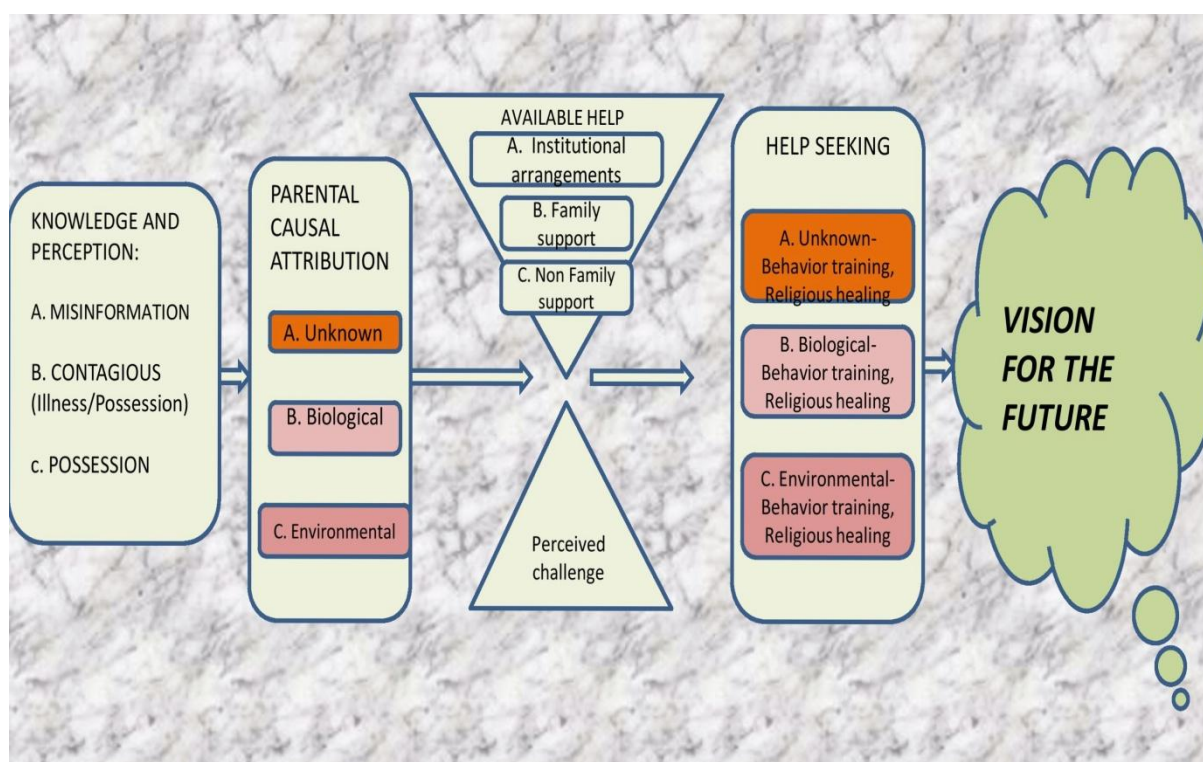 KNOWLEDGE AND
PERCEPTION:
A. MISINFORMATION
B. CONTAGIOUS
(Illness/Possession)
c. POSSESSION
PARENTAL
CAUSAL
ATTRIBUTION
A. Unknown
B. Biological
C. Environmental
AVAILABLE HELP
A. Institutional
arrangements
B. Family
support
C. Non Family
support
Perceived
challenge
HELP SEEKING
A. Unknown-
Behavior training,
Religious healing
B. Biological-
Behavior training,
Religious healing
C. Environmental-
Behavior training,
Religious healing
VISION
FOR THE
FUTURE